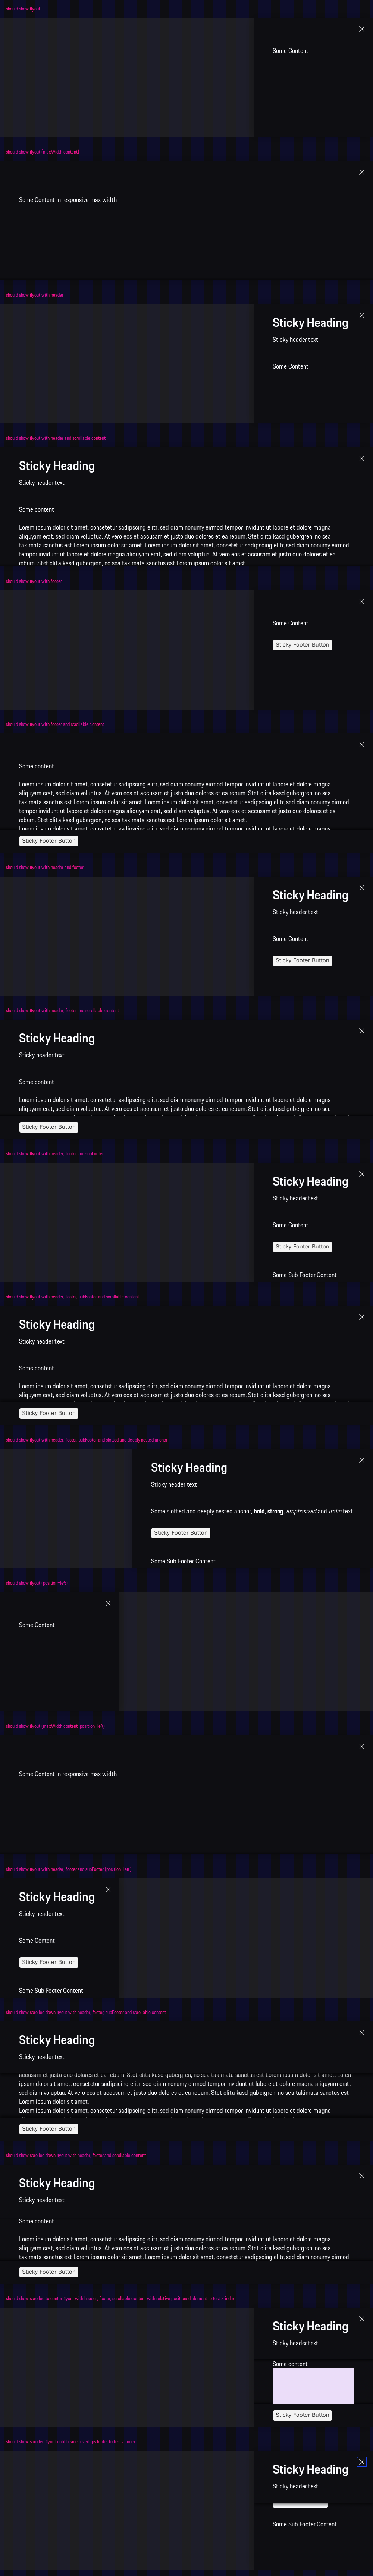 should show flyout
Some Content
should show flyout (maxWidth content)
Some Content in responsive max width
should show flyout with header
Sticky Heading
Sticky header text
Some Content
should show flyout with header and scrollable content
Sticky Heading
Sticky header text
Some content
Lorem ipsum dolor sit amet, consetetur sadipscing elitr, sed diam nonumy eirmod tempor invidunt ut labore et dolore magna
aliquyam erat, sed diam voluptua. At vero eos et accusam et justo duo dolores et ea rebum. Stet clita kasd gubergren, no sea
takimata sanctus est Lorem ipsum dolor sit amet. Lorem ipsum dolor sit amet, consetetur sadipscing elitr, sed diam nonumy eirmod
tempor invidunt ut labore et dolore magna aliquyam erat, sed diam voluptua. At vero eos et accusam et justo duo dolores et ea
rebum. Stet clita kasd gubergren, no sea takimata sanctus est Lorem ipsum dolor sit amet.
should show flyout with footer
Some Content
Sticky Footer Button
should show flyout with footer and scrollable content
Some content
Lorem ipsum dolor sit amet, consetetur sadipscing elitr, sed diam nonumy eirmod tempor invidunt ut labore et dolore magna
aliquyam erat, sed diam voluptua. At vero eos et accusam et justo duo dolores et ea rebum. Stet clita kasd gubergren, no sea
takimata sanctus est Lorem ipsum dolor sit amet. Lorem ipsum dolor sit amet, consetetur sadipscing elitr, sed diam nonumy eirmod
tempor invidunt ut labore et dolore magna aliquyam erat, sed diam voluptua. At vero eos et accusam et justo duo dolores et ea
rebum. Stet clita kasd gubergren, no sea takimata sanctus est Lorem ipsum dolor sit amet.
Lorem ipsum dolor sit amet, consetetur sadipscing elitr, sed diam nonumy eirmod tempor invidunt ut labore et dolore magna
Sticky Footer Button
should show flyout with header and footer
Sticky Heading
Sticky header text
Some Content
Sticky Footer Button
should show flyout with header, footer and scrollable content
Sticky Heading
Sticky header text
Some content
Lorem ipsum dolor sit amet, consetetur sadipscing elitr, sed diam nonumy eirmod tempor invidunt ut labore et dolore magna
aliquyam erat, sed diam voluptua. At vero eos et accusam et justo duo dolores et ea rebum. Stet clita kasd gubergren, no sea
Sticky Footer Button
should show flyout with header, footer and subFooter
Sticky Heading
Sticky header text
Some Content
Sticky Footer Button
Some Sub Footer Content
should show flyout with header, footer, subFooter and scrollable content
Sticky Heading
Sticky header text
Some content
Lorem ipsum dolor sit amet, consetetur sadipscing elitr, sed diam nonumy eirmod tempor invidunt ut labore et dolore magna
aliquyam erat, sed diam voluptua. At vero eos et accusam et justo duo dolores et ea rebum. Stet clita kasd gubergren, no sea
Sticky Footer Button
should show flyout with header, footer, subFooter and slotted and deeply nested anchor
Sticky Heading
Sticky header text
Some slotted and deeply nested anchor, bold, strong, emphasized and italic text.
Sticky Footer Button
Some Sub Footer Content
should show flyout (position=left)
Some Content
should show flyout (maxWidth content, position=left)
Some Content in responsive max width
should show flyout with header, footer and subFooter (position=left)
Sticky Heading
Sticky header text
Some Content
Sticky Footer Button
Some Sub Footer Content
should show scrolled down flyout with header, footer, subFooter and scrollable content
Sticky Heading
Sticky header text
accusam et justo duo dolores et ea rebum. Stet clita kasd gubergren, no sea takimata sanctus est Lorem ipsum dolor sit amet. Lorem
ipsum dolor sit amet, consetetur sadipscing elitr, sed diam nonumy eirmod tempor invidunt ut labore et dolore magna aliquyam erat,
sed diam voluptua. At vero eos et accusam et justo duo dolores et ea rebum. Stet clita kasd gubergren, no sea takimata sanctus est
Lorem ipsum dolor sit amet.
Lorem ipsum dolor sit amet, consetetur sadipscing elitr, sed diam nonumy eirmod tempor invidunt ut labore et dolore magna
Sticky Footer Button
should show scrolled down flyout with header, footer and scrollable content
Sticky Heading
Sticky header text
Some content
Lorem ipsum dolor sit amet, consetetur sadipscing elitr, sed diam nonumy eirmod tempor invidunt ut labore et dolore magna
aliquyam erat, sed diam voluptua. At vero eos et accusam et justo duo dolores et ea rebum. Stet clita kasd gubergren, no sea
takimata sanctus est Lorem ipsum dolor sit amet. Lorem ipsum dolor sit amet, consetetur sadipscing elitr, sed diam nonumy eirmod
Sticky Footer Button
should show scrolled to center flyout with header, footer, scrollable content with relative positioned element to test z-index
Sticky Heading
Sticky header text
Some content
Sticky Footer Button
should show scrolled flyout with header overlaps footer to test z-index
Sticky Heading
Sticky header text
Some Sub Footer Content